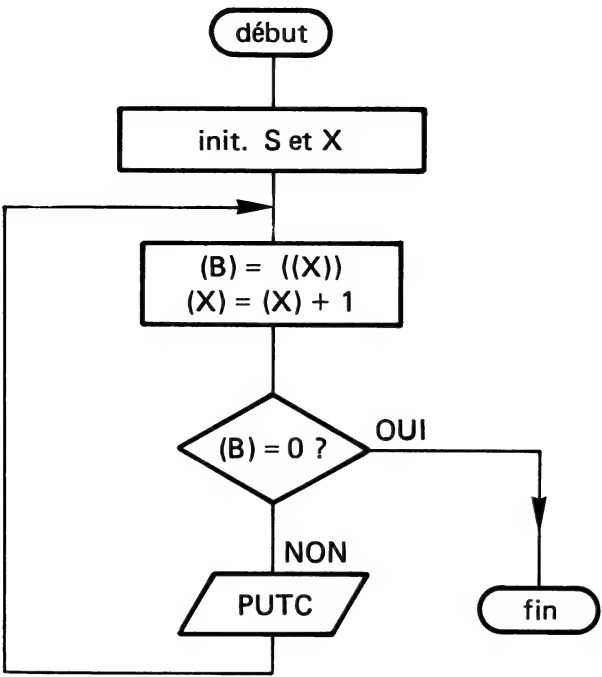 début
init. S et X
(B) = ((X))
(X) = (X) + 1
(B) = 0 ?
OUI
NON
PUTC
fin